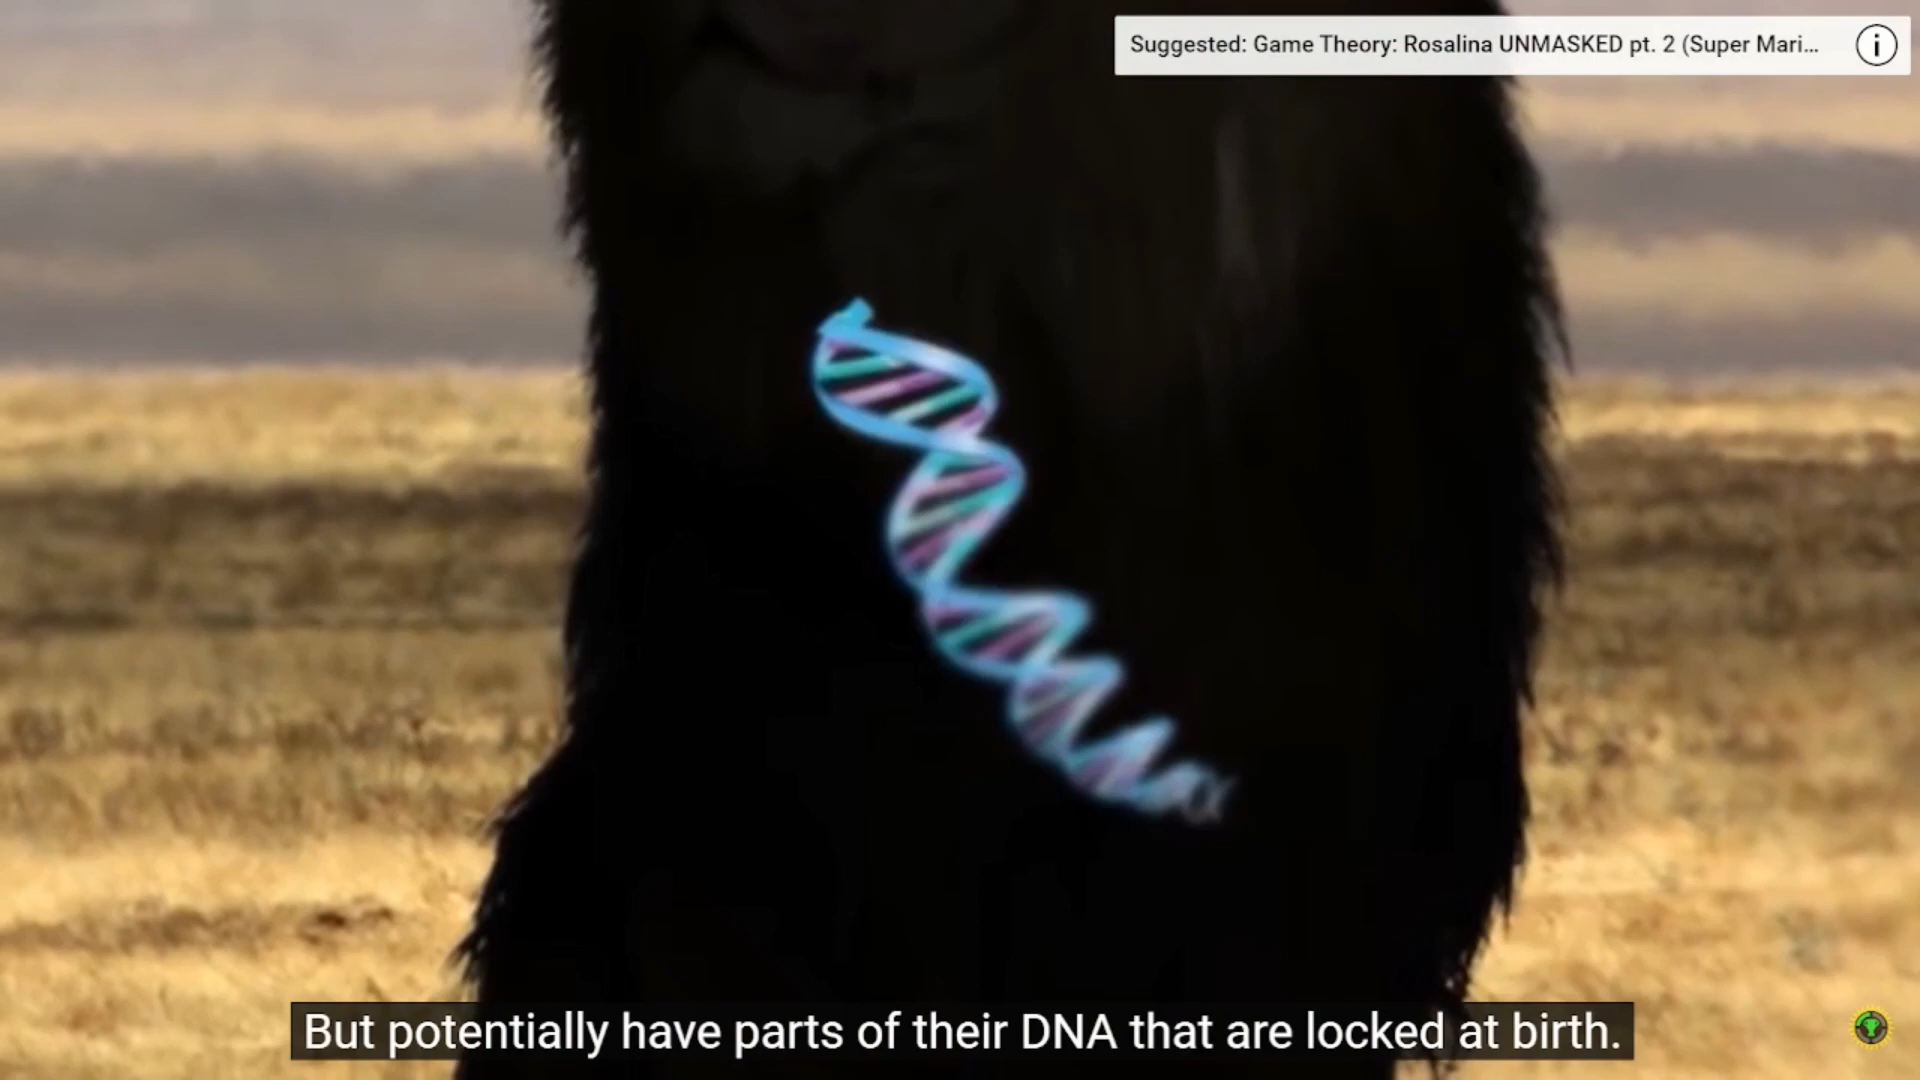 Suggested: Game Theory: Rosalina UNMASKED pt. 2 (Super Mari...
But potentially have parts of their DNA that are locked at birth.